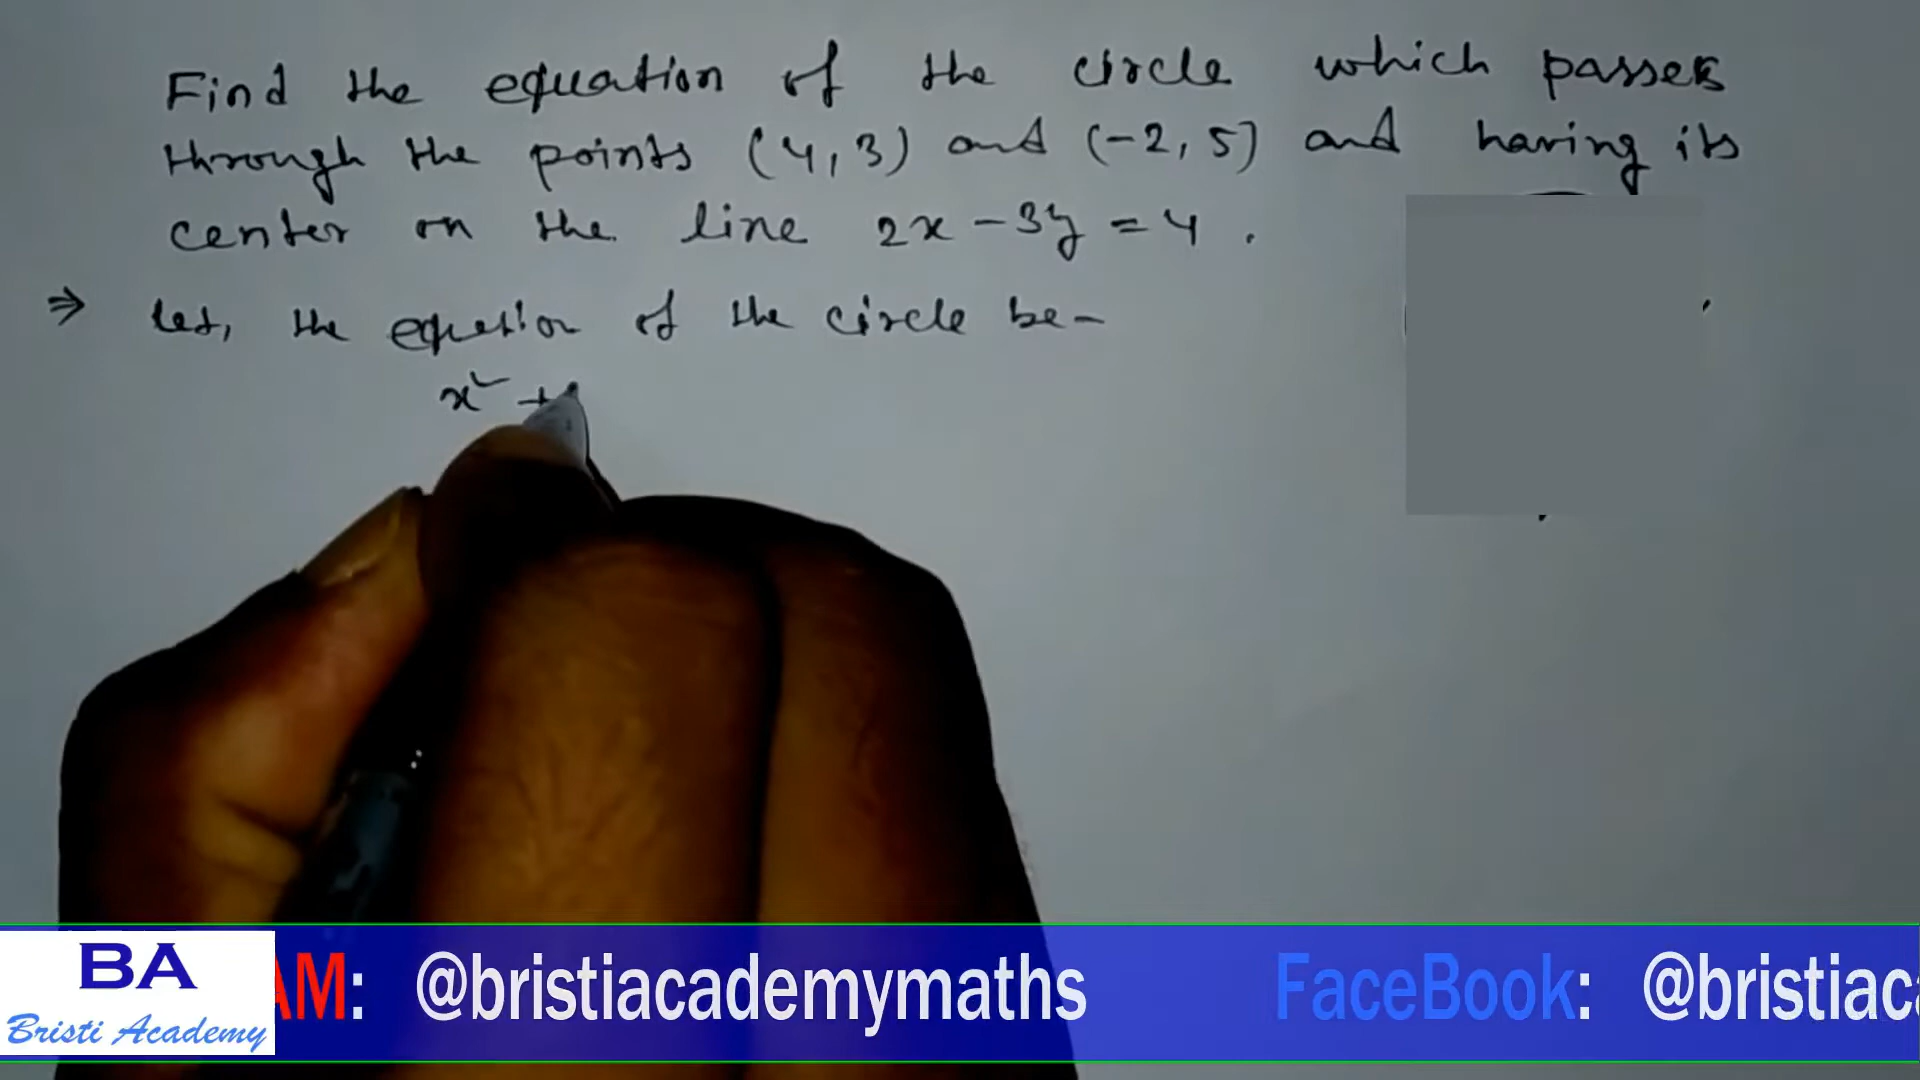 Find the equation of the circle which passes
through the points (4,3) and (-2,5) and having its
center on the line 2x-3y=4.
⇒ let, the equation of the circle be-
x² +
BA
Bristi Academy
AM: @bristiacademymaths FaceBook: @bristiac